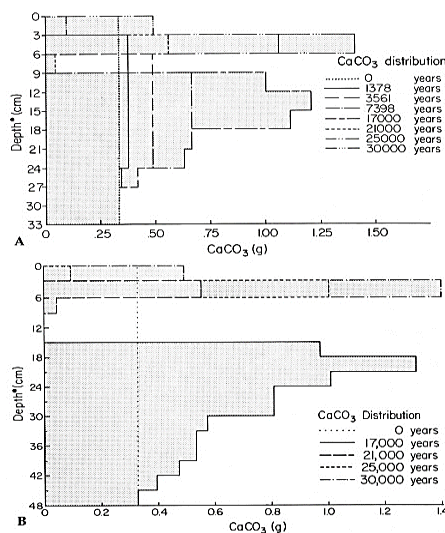 0
3
6
9
12
15
18
21
24
27
30
33
Depth*(cm)
0 .25 .50 .75 1.00 1.25 1.50
CaCO3 (g)
CaCO3 distribution
0 years
1378 years
3561 years
7398 years
17000 years
21000 years
25000 years
30000 years
A
0
6
12
18
24
30
36
42
48
Depth*(cm)
0 0.2 0.4 0.6 0.8 1.0 1.2 1.4
CaCO3 (g)
CaCO3 Distribution
0 years
17,000 years
21,000 years
25,000 years
30,000 years
B